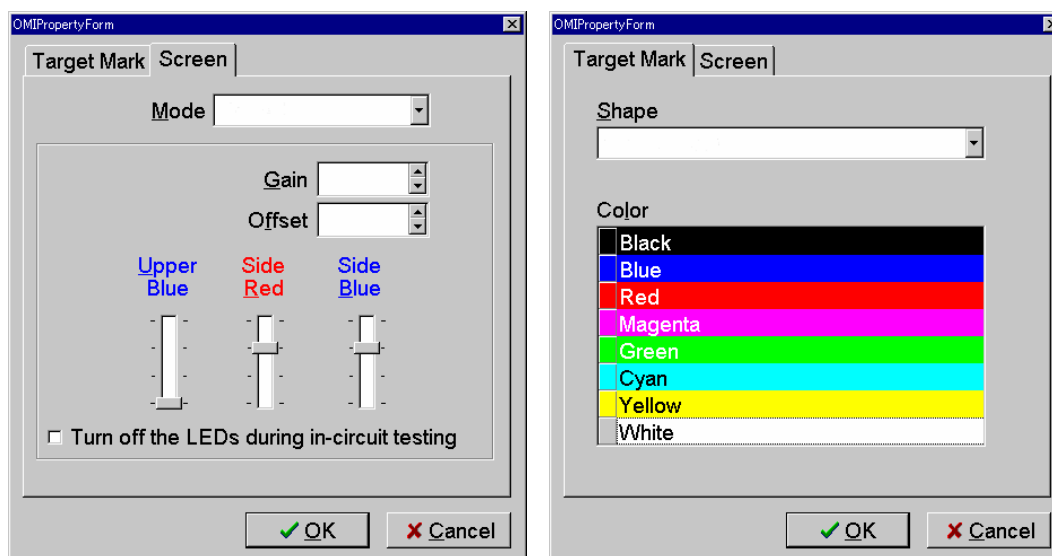 OMIPropertyForm
Target Mark Screen
Mode
Gain
Offset
Upper Blue
Side Red
Side Blue
Turn off the LEDs during in-circuit testing
OK Cancel
OMIPropertyForm
Target Mark Screen
Shape
Color
Black
Blue
Red
Magenta
Green
Cyan
Yellow
White
OK Cancel